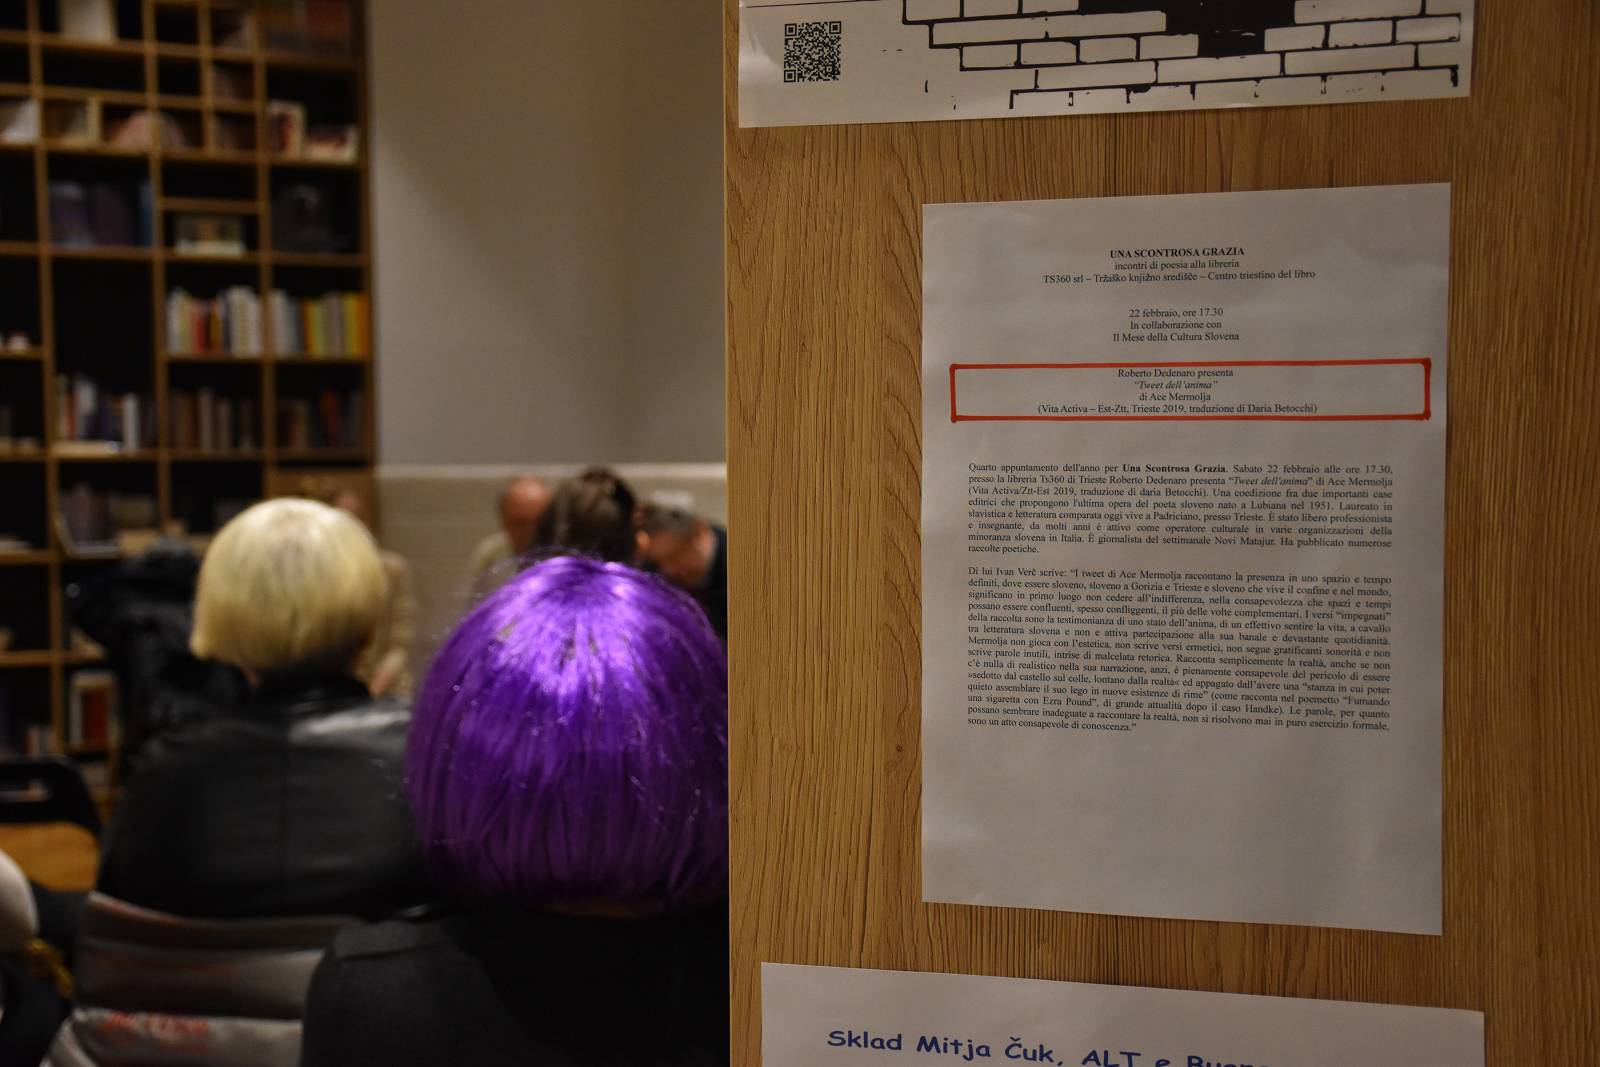 UNA SCONTROSA GRAZIA
incontri di poesia alla libreria
TS360 srl – Tržaško knjižno središče – Centro triestino del libro
22 febbraio, ore 17.30
In collaborazione con
Il Mese della Cultura Slovena
Roberto Dedenaro presenta
“Tweet dell’anima”
di Ace Mermolja
(Vita Activa – Est-Ztt, Trieste 2019, traduzione di Daria Betocchi)
Quarto appuntamento dell'anno per Una Scontrosa Grazia. Sabato 22 febbraio alle ore 17.30,
presso la libreria Ts360 di Trieste Roberto Dedenaro presenta “Tweet dell'anima” di Ace Mermolja
(Vita Activa/Ztt-Est 2019, traduzione di daria Betocchi). Una coedizione fra due importanti case
editrici che propongono l'ultima opera del poeta sloveno nato a Lubiana nel 1951. Laureato in
slavistica e letteratura comparata oggi vive a Padriciano, presso Trieste. È stato libero professionista
e insegnante, da molti anni è attivo come operatore culturale in varie organizzazioni della
minoranza slovena in Italia. È giornalista del settimanale Novi Matajur. Ha pubblicato numerose
raccolte poetiche.
Di lui Ivan Verč scrive: “I tweet di Ace Mermolja raccontano la presenza in uno spazio e tempo
definiti, dove essere sloveno, sloveno a Gorizia e Trieste e sloveno che vive il confine e nel mondo,
significano in primo luogo non cedere all’indifferenza, nella consapevolezza che spazi e tempi
possano essere confluenti, spesso confliggenti, il più delle volte complementari. I versi “impegnati”
della raccolta sono la testimonianza di uno stato dell’anima, di un effettivo sentire la vita, a cavallo
tra letteratura slovena e non e attiva partecipazione alla sua banale e devastante quotidianità.
Mermolja non gioca con l’estetica, non scrive versi ermetici, non segue gratificanti sonorità e non
scrive parole inutili, intrise di malcelata retorica. Racconta semplicemente la realtà, anche se non
c’è nulla di realistico nella sua narrazione, anzi, è pienamente consapevole del pericolo di essere
»sedotto dal castello sul colle, lontano dalla realtà« ed appagato dall’avere una “stanza in cui poter
quieto assemblare il suo lego in nuove esistenze di rime” (come racconta nel poemetto “Fumando
una sigaretta con Ezra Pound”, di grande attualità dopo il caso Handke). Le parole, per quanto
possano sembrare inadeguate a raccontare la realtà, non si risolvono mai in puro esercizio formale,
sono un atto consapevole di conoscenza.”
Sklad Mitja Čuk, ALT e